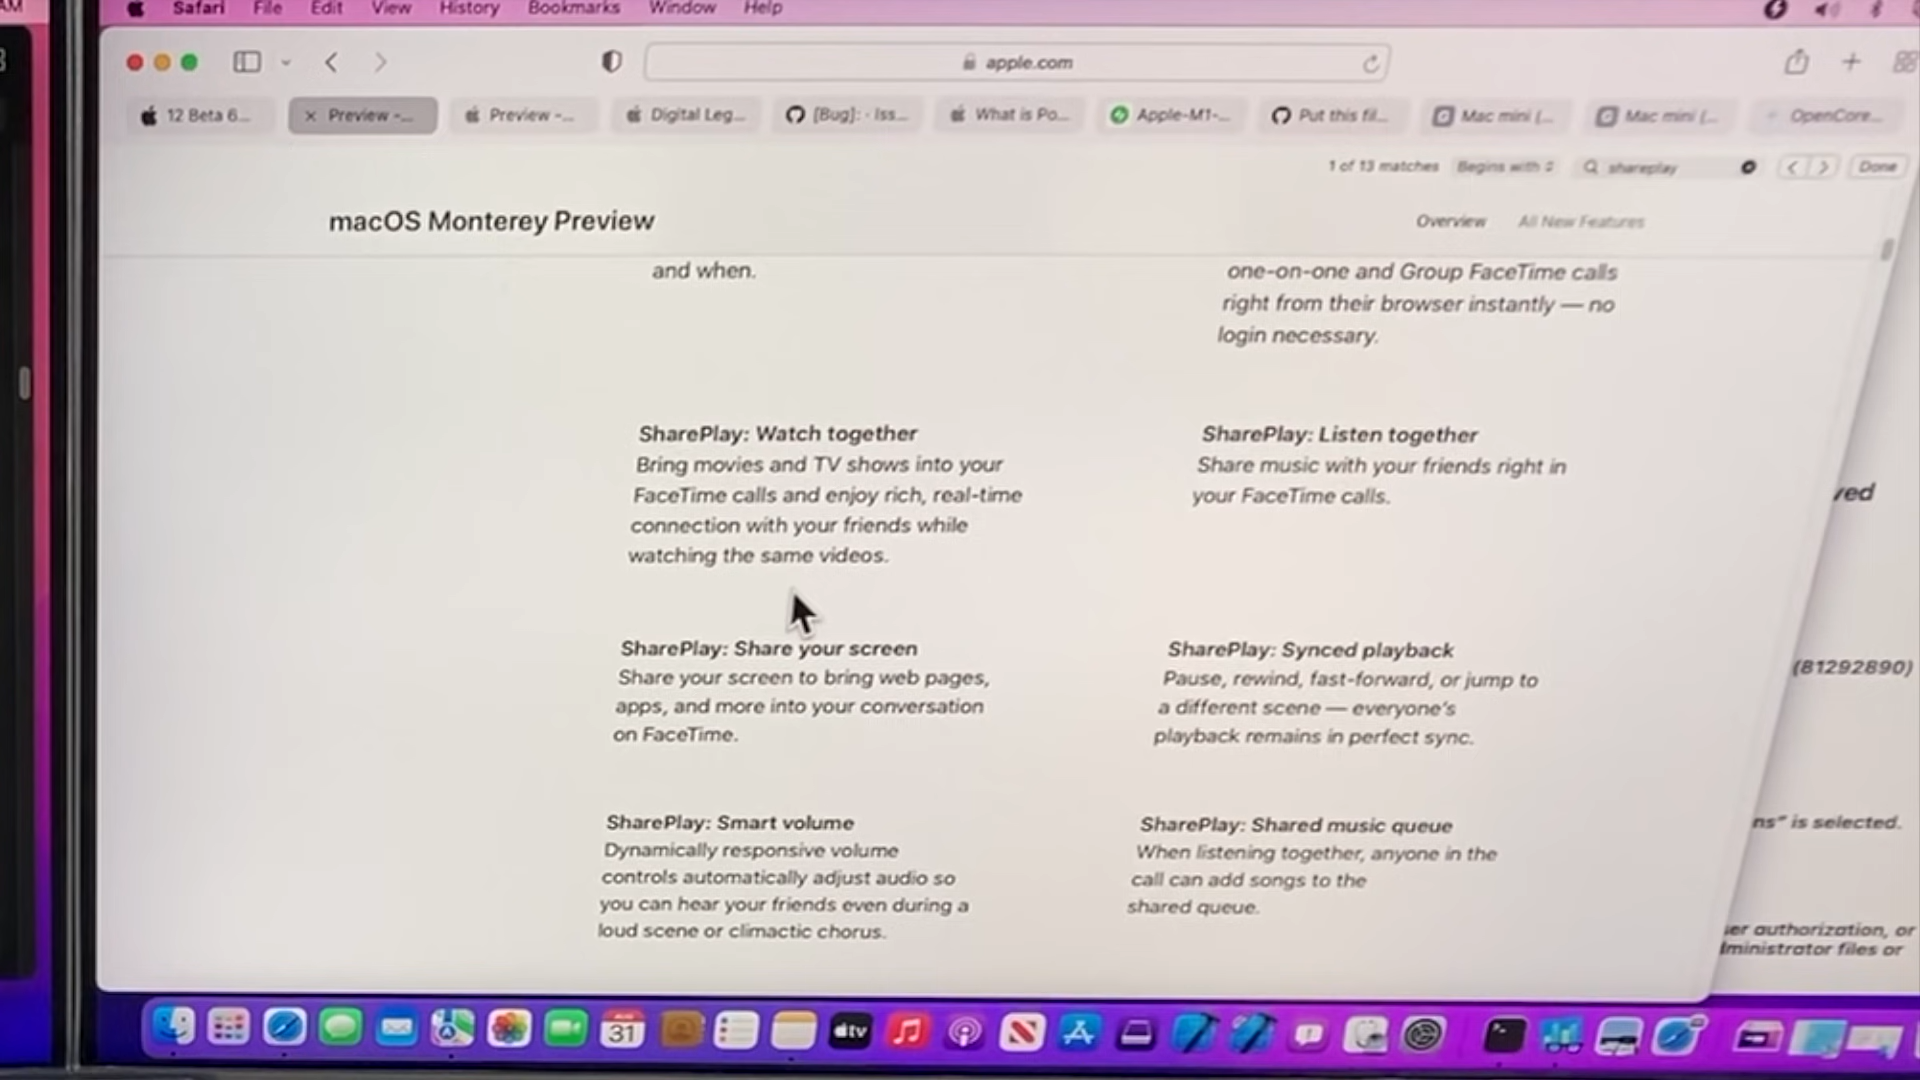 AM
Safari File Edit View History Bookmarks Window Help
apple.com
12 Beta 6... Preview -... Preview -... Digital Leg... [Bug]: · Iss... What is Po... Apple-M1-... Put this fil... Mac mini (... Mac mini (... OpenCore...
1 of 13 matches Begins with shareplay Done
macOS Monterey Preview
Overview All New Features
and when.
one-on-one and Group FaceTime calls
right from their browser instantly — no
login necessary.
SharePlay: Watch together
Bring movies and TV shows into your
FaceTime calls and enjoy rich, real-time
connection with your friends while
watching the same videos.
SharePlay: Listen together
Share music with your friends right in
your FaceTime calls.
SharePlay: Share your screen
Share your screen to bring web pages,
apps, and more into your conversation
on FaceTime.
SharePlay: Synced playback
Pause, rewind, fast-forward, or jump to
a different scene — everyone's
playback remains in perfect sync.
SharePlay: Smart volume
Dynamically responsive volume
controls automatically adjust audio so
you can hear your friends even during a
loud scene or climactic chorus.
SharePlay: Shared music queue
When listening together, anyone in the
call can add songs to the
shared queue.
(81292890)
is selected.
authorization, or
files or
31
tv